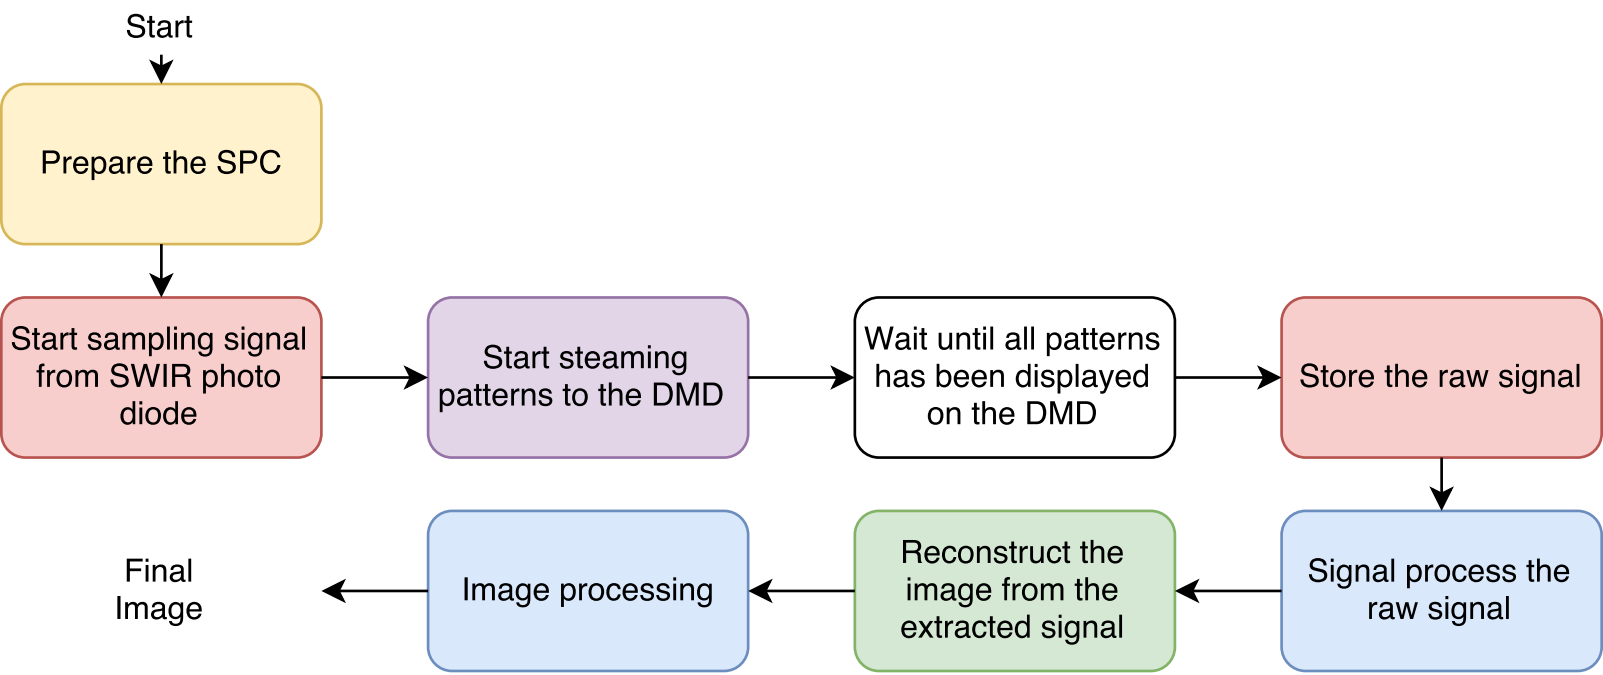 Start
Prepare the SPC
Start sampling signal
from SWIR photo
diode
Start steaming
patterns to the DMD
Wait until all patterns
has been displayed
on the DMD
Store the raw signal
Signal process the
raw signal
Reconstruct the
image from the
extracted signal
Image processing
Final
Image